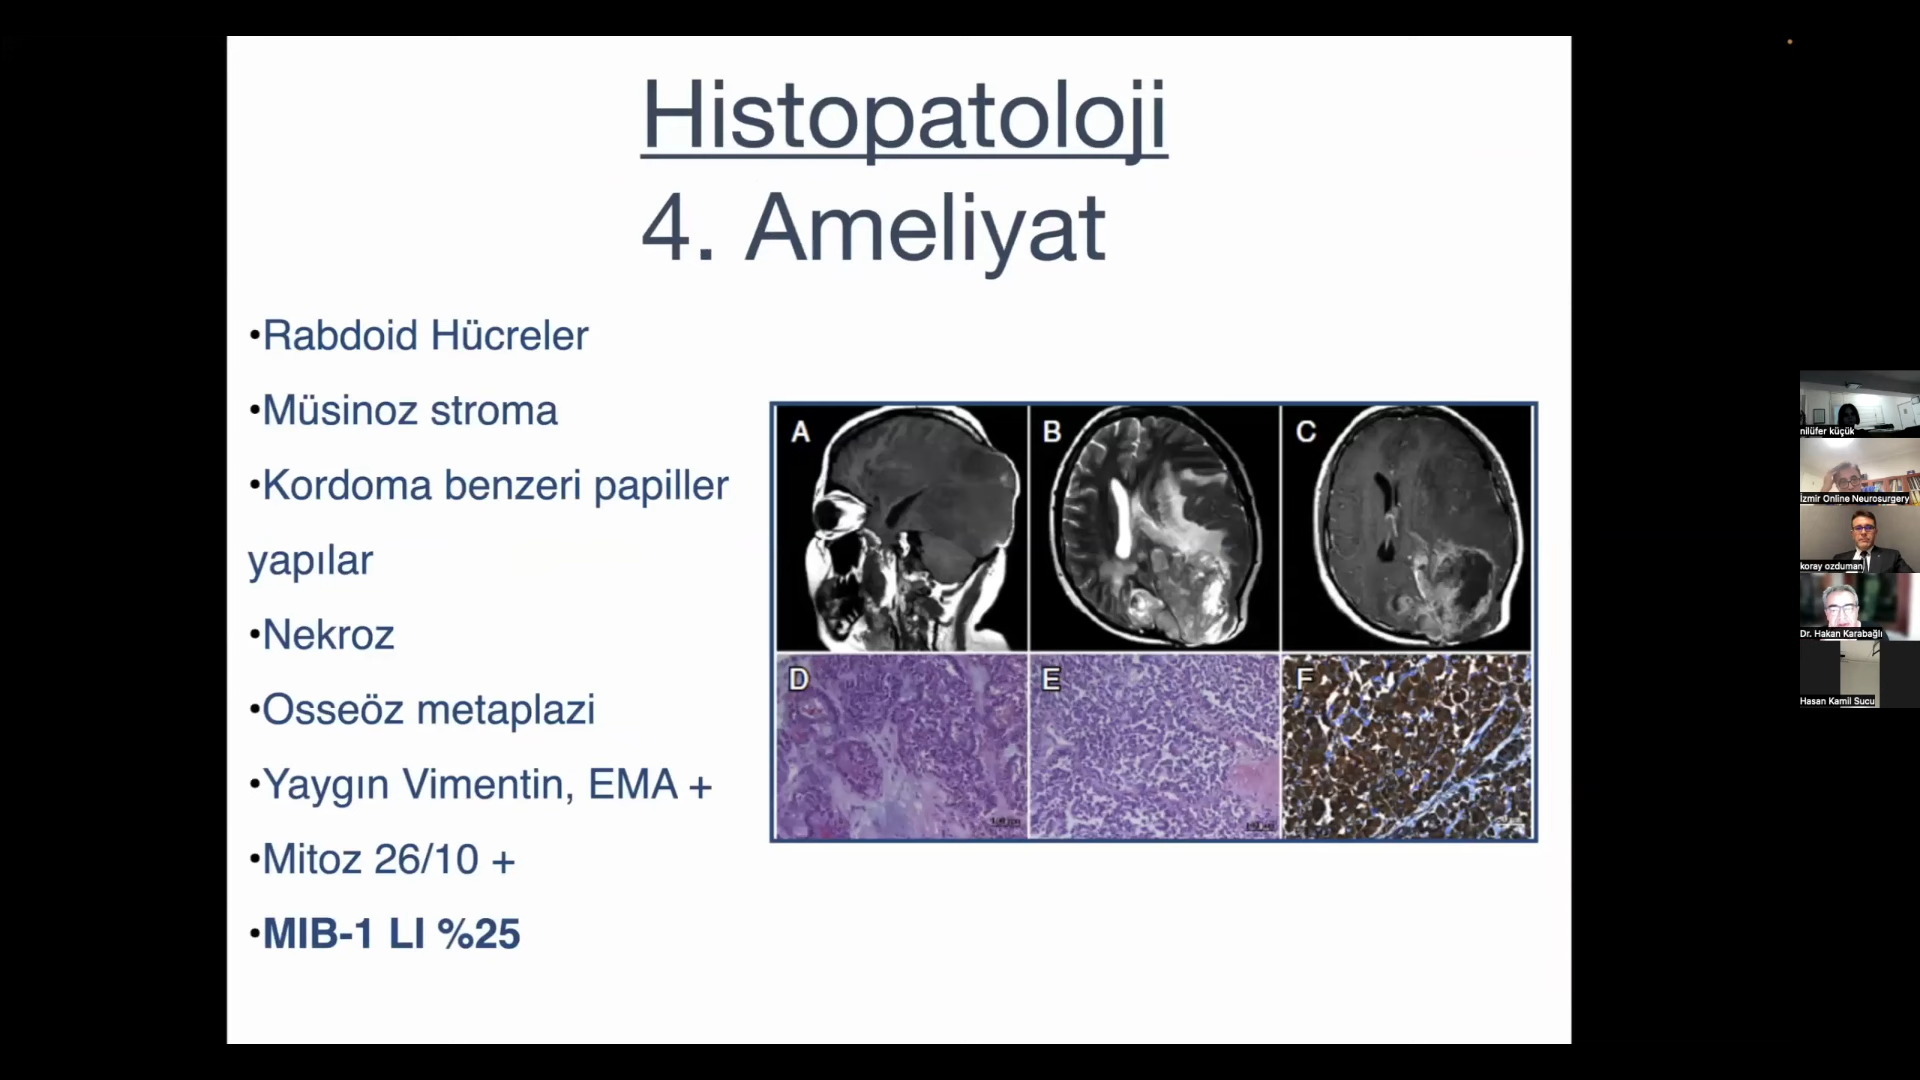 Histopatoloji
4. Ameliyat
•Rabdoid Hücreler
•Müsinoz stroma
•Kordoma benzeri papiller
yapılar
•Nekroz
•Osseöz metaplazi
•Yaygın Vimentin, EMA +
•Mitoz 26/10 +
•MIB-1 LI %25
A
B
C
D
E
F
nilüfer küçük
İzmir Online Neurosurgery
koray ozduman
Dr. Hakan Karabağlı
Hasan Kamil Sucu